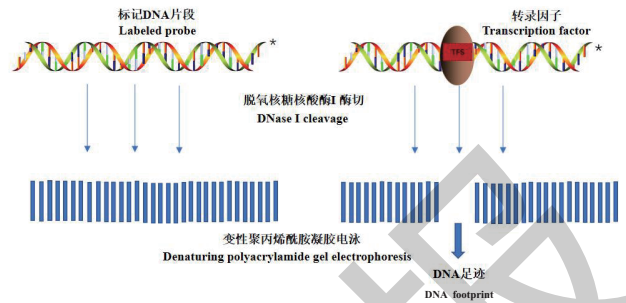 标记DNA片段
Labeled probe
*
转录因子
Transcription factor
TFS
*
脱氧核糖核酸酶I 酶切
DNase I cleavage
变性聚丙烯酰胺凝胶电泳
Denaturing polyacrylamide gel electrophoresis
DNA足迹
DNA footprint